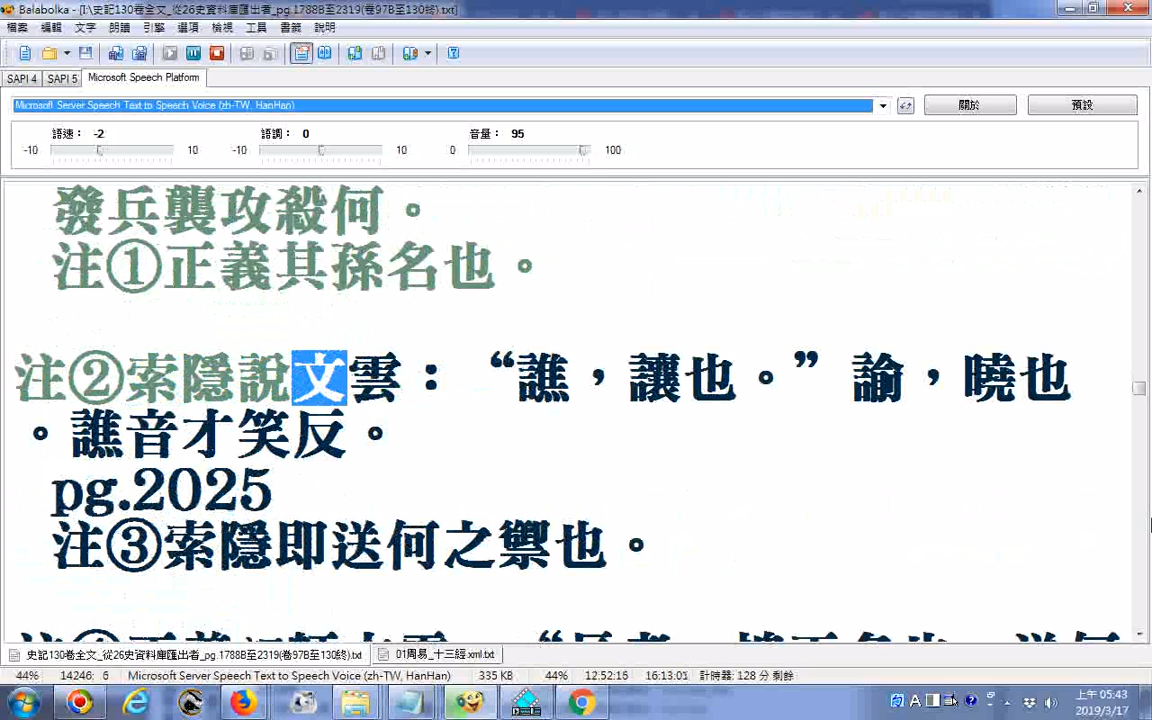 Balabolka - [I:\史記130卷全文_從26史資料庫匯出者_pg.1788B至2319(卷97B至130終).txt]
檔案 編輯 文字 朗讀 引擎 選項 檢視 工具 書籤 說明
SAPI 4 SAPI 5 Microsoft Speech Platform
Microsoft Server Speech Text to Speech Voice (zh-TW, HanHan)
關於 預設
語速: -2 語調: 0 音量: 95
-10 10 -10 10 0 100
發兵襲攻殺何。
注①正義其孫名也。
注②索隱說文雲：“譙，讓也。”諭，曉也
。譙音才笑反。
pg.2025
注③索隱即送何之禦也。
史記130卷全文_從26史資料庫匯出者_pg.1788B至2319(卷97B至130終).txt 01周易_十三經.xml.txt
44% 14246: 6 Microsoft Server Speech Text to Speech Voice (zh-TW, HanHan) 335 KB 44% 12:52:16 16:13:01 計時器: 128 分 剩餘
上午 05:43
2019/3/17